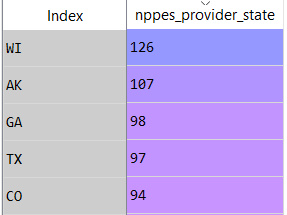 Index nppes_provider_state
WI 126
AK 107
GA 98
TX 97
CO 94